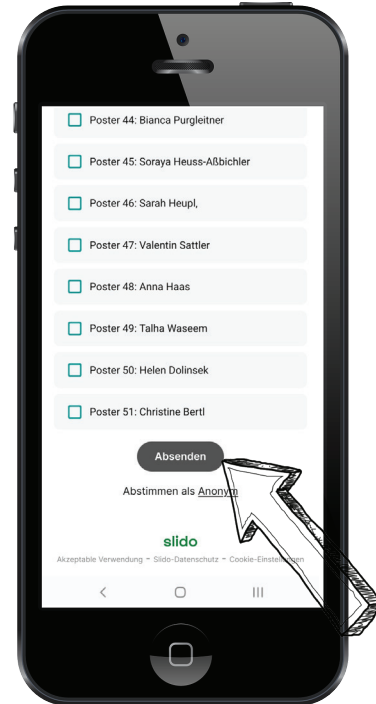 Poster 44: Bianca Purgleitner
Poster 45: Soraya Heuss-Aßbichler
Poster 46: Sarah Heupl,
Poster 47: Valentin Sattler
Poster 48: Anna Haas
Poster 49: Talha Waseem
Poster 50: Helen Dolinsek
Poster 51: Christine Bertl
Absenden
Abstimmen als Anonym
slido
Akzeptable Verwendung - Slido-Datenschutz - Cookie-Einstellungen